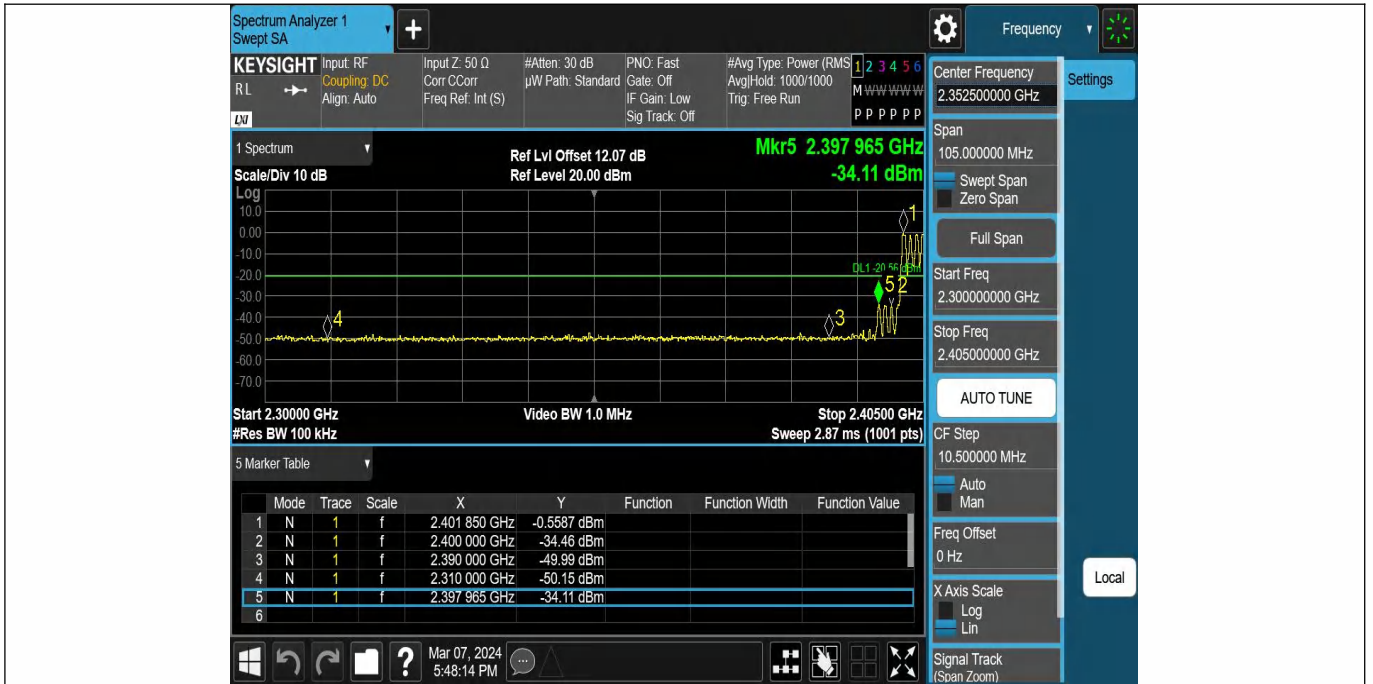 Spectrum Analyzer 1
Swept SA
+
Frequency
KEYSIGHT
RL
LXI
Input: RF
Coupling: DC
Align: Auto
Input Z: 50 Ω
Corr CCorr
Freq Ref: Int (S)
#Atten: 30 dB
µW Path: Standard
PNO: Fast
Gate: Off
IF Gain: Low
Sig Track: Off
#Avg Type: Power (RMS
Avg|Hold: 1000/1000
Trig: Free Run
1 2 3 4 5 6
M W W W W W
P P P P P P
1 Spectrum
Scale/Div 10 dB
Ref Lvl Offset 12.07 dB
Ref Level 20.00 dBm
Mkr5 2.397 965 GHz
-34.11 dBm
Log
10.0
0.00
-10.0
-20.0
-30.0
-40.0
-50.0
-60.0
-70.0
1
DL1 -20.56 dBm
5 2
4
3
Start 2.30000 GHz
Video BW 1.0 MHz
Stop 2.40500 GHz
#Res BW 100 kHz
Sweep 2.87 ms (1001 pts)
5 Marker Table
Mode Trace Scale X Y Function Function Width Function Value
1 N 1 f 2.401 850 GHz -0.5587 dBm
2 N 1 f 2.400 000 GHz -34.46 dBm
3 N 1 f 2.390 000 GHz -49.99 dBm
4 N 1 f 2.310 000 GHz -50.15 dBm
5 N 1 f 2.397 965 GHz -34.11 dBm
6
?
Mar 07, 2024
5:48:14 PM
Center Frequency
2.352500000 GHz
Settings
Span
105.000000 MHz
Swept Span
Zero Span
Full Span
Start Freq
2.300000000 GHz
Stop Freq
2.405000000 GHz
AUTO TUNE
CF Step
10.500000 MHz
Auto
Man
Freq Offset
0 Hz
Local
X Axis Scale
Log
Lin
Signal Track
(Span Zoom)